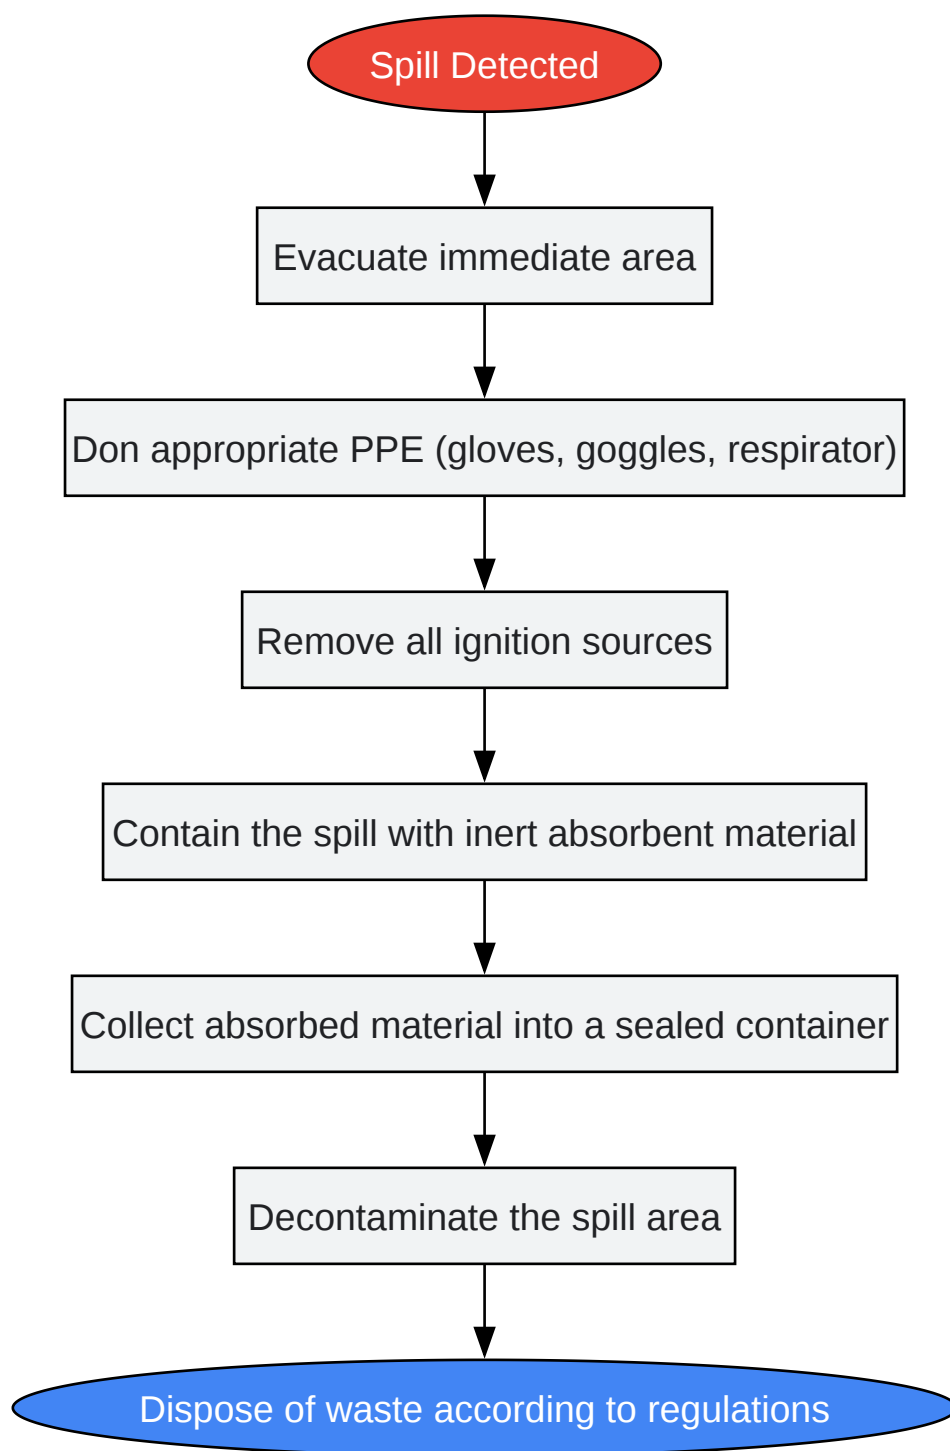 Spill Detected
Evacuate immediate area
Don appropriate PPE (gloves, goggles, respirator)
Remove all ignition sources
Contain the spill with inert absorbent material
Collect absorbed material into a sealed container
Decontaminate the spill area
Dispose of waste according to regulations